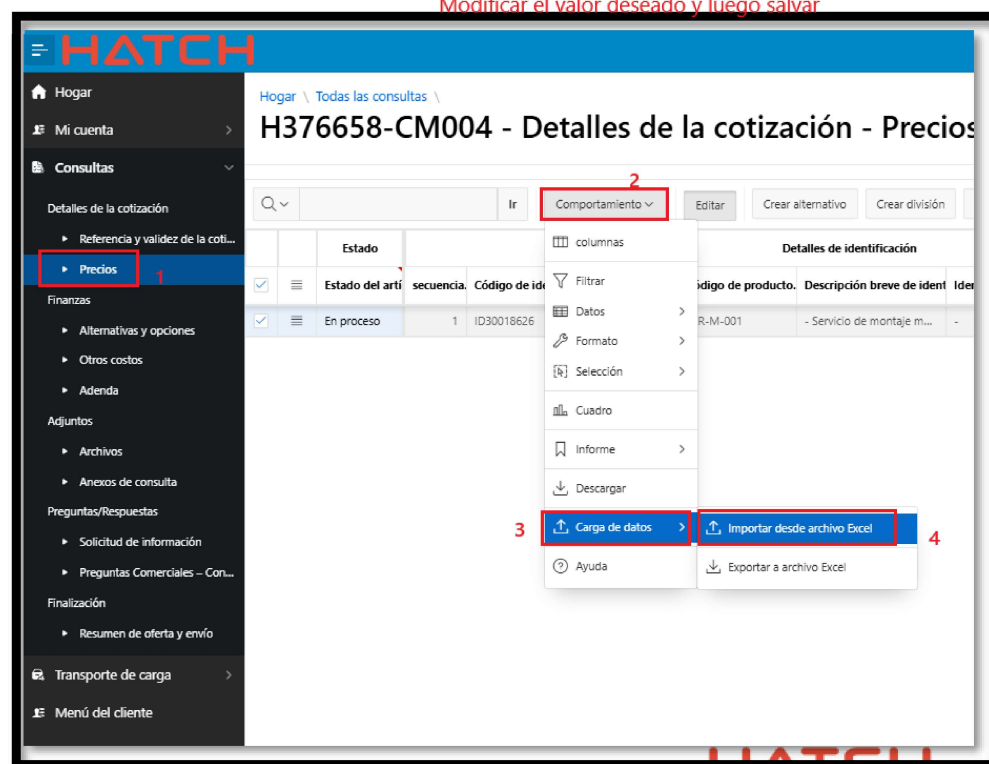 Modificar el valor deseado y luego salvar
HATCH
Hogar
Mi cuenta
Consultas
Detalles de la cotización
Referencia y validez de la coti...
Precios
1
Finanzas
Alternativas y opciones
Otros costos
Adenda
Adjuntos
Archivos
Anexos de consulta
Preguntas/Respuestas
Solicitud de información
Preguntas Comerciales – Con...
Finalización
Resumen de oferta y envío
Transporte de carga
Menú del cliente
Hogar \ Todas las consultas \
H376658-CM004 - Detalles de la cotización - Precios
2
Ir Comportamiento Editar Crear alternativo Crear división
Estado Detalles de identificación
Estado del artí secuencia. Código de ide ódigo de producto. Descripción breve de ident Iden
En proceso 1 ID30018626 R-M-001 - Servicio de montaje m... -
columnas
Filtrar
Datos
Formato
Selección
Cuadro
Informe
Descargar
3 Carga de datos Importar desde archivo Excel 4
Ayuda Exportar a archivo Excel
HATCH